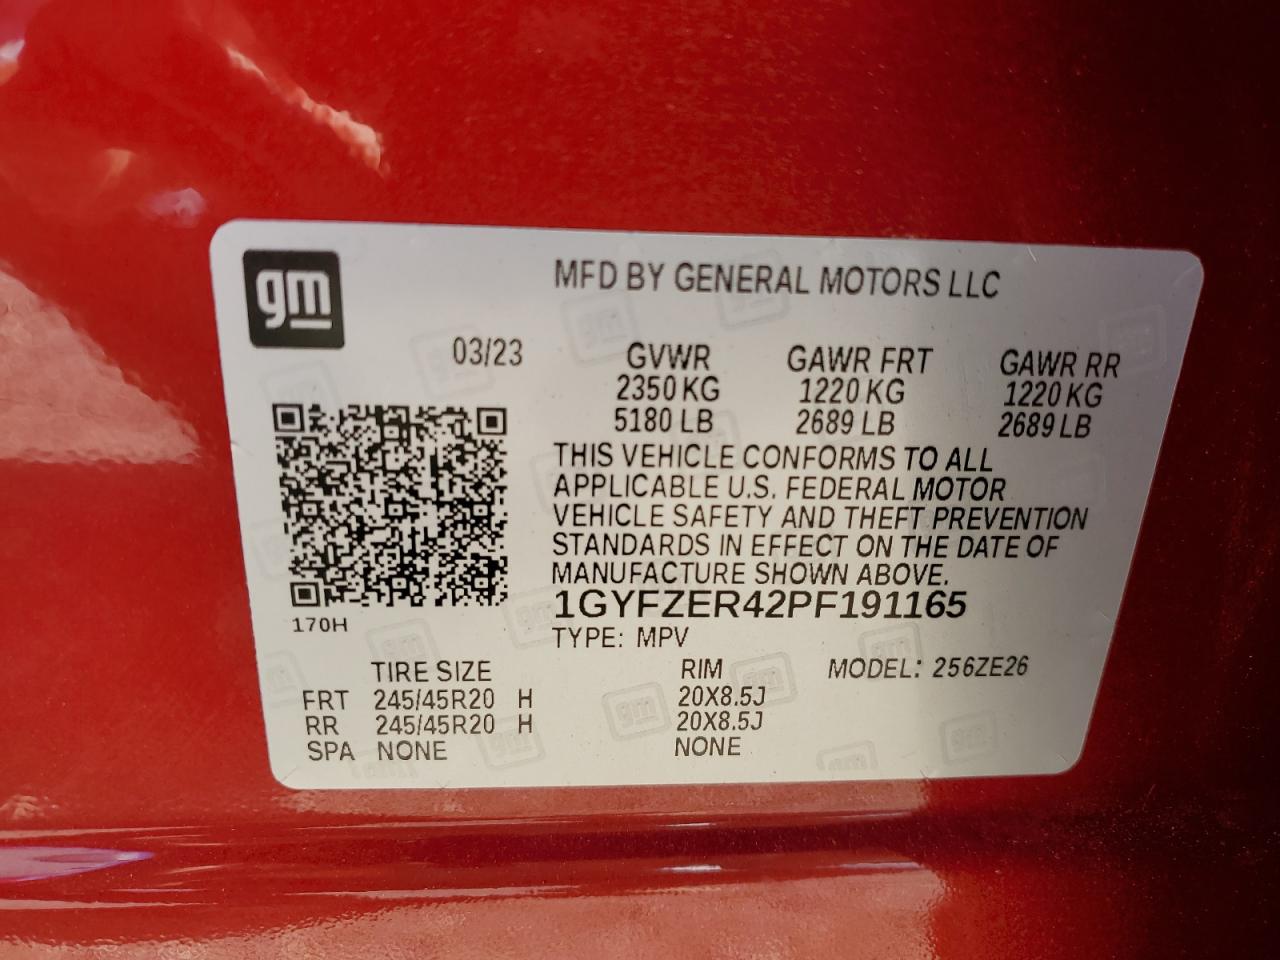 gm
MFD BY GENERAL MOTORS LLC
03/23 GVWR GAWR FRT GAWR RR
2350 KG 1220 KG 1220 KG
5180 LB 2689 LB 2689 LB
THIS VEHICLE CONFORMS TO ALL
APPLICABLE U.S. FEDERAL MOTOR
VEHICLE SAFETY AND THEFT PREVENTION
STANDARDS IN EFFECT ON THE DATE OF
MANUFACTURE SHOWN ABOVE.
1GYFZER42PF191165
170H
TYPE: MPV
TIRE SIZE RIM MODEL: 256ZE26
FRT 245/45R20 H 20X8.5J
RR 245/45R20 H 20X8.5J
SPA NONE NONE